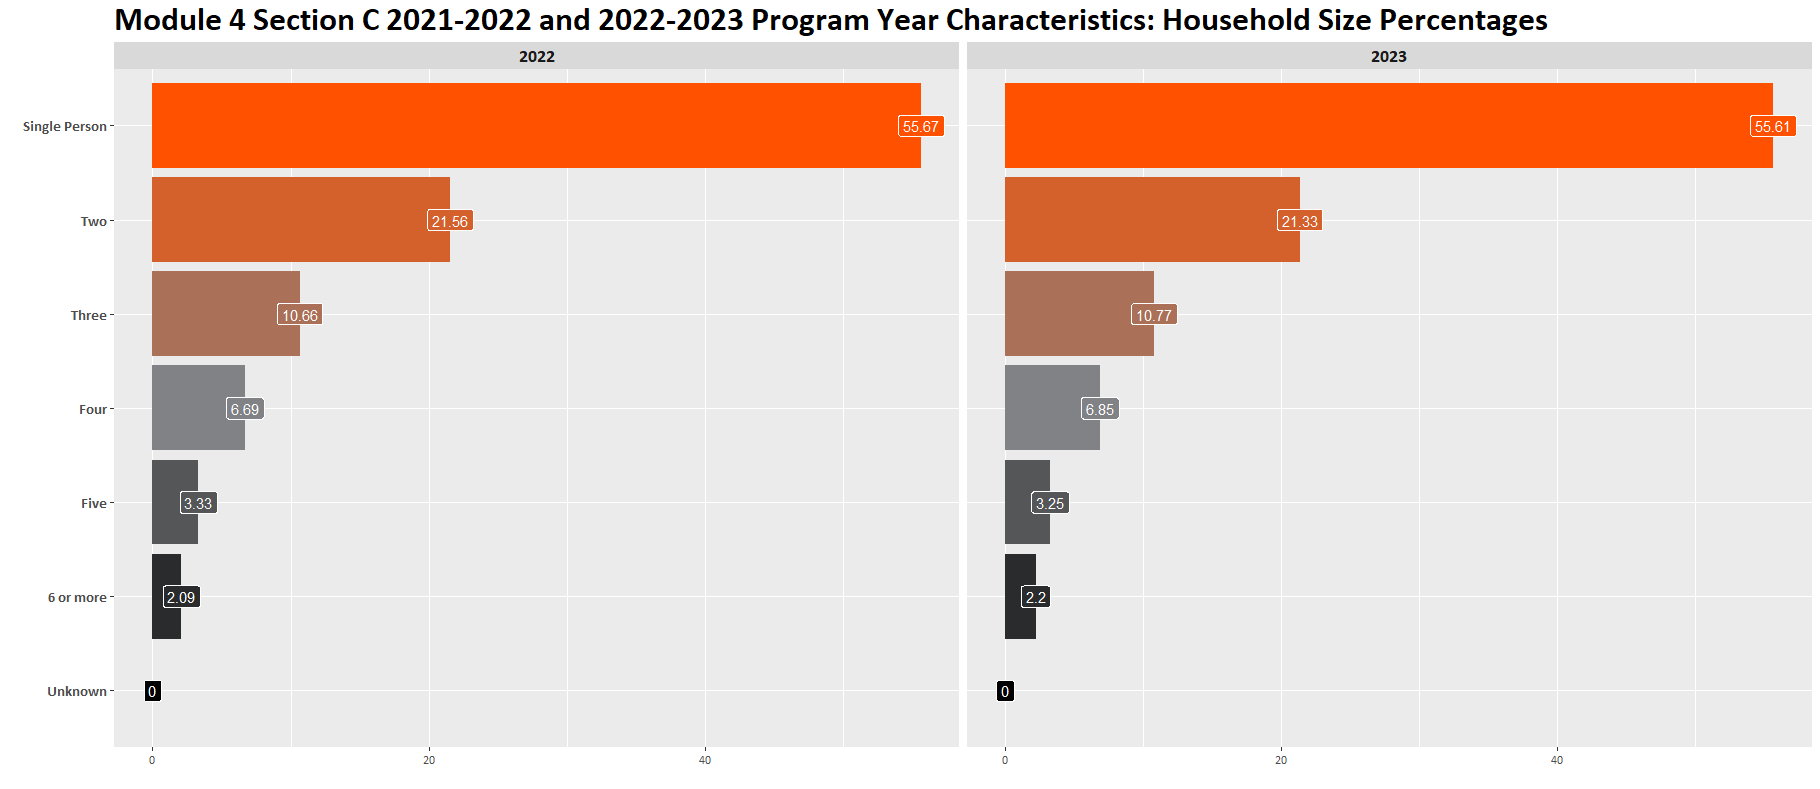 Module 4 Section C 2021-2022 and 2022-2023 Program Year Characteristics: Household Size Percentages
2022
2023
Single Person
55.67
55.61
Two
21.56
21.33
Three
10.66
10.77
Four
6.69
6.85
Five
3.33
3.25
6 or more
2.09
2.2
Unknown
0
0
0
20
40
0
20
40